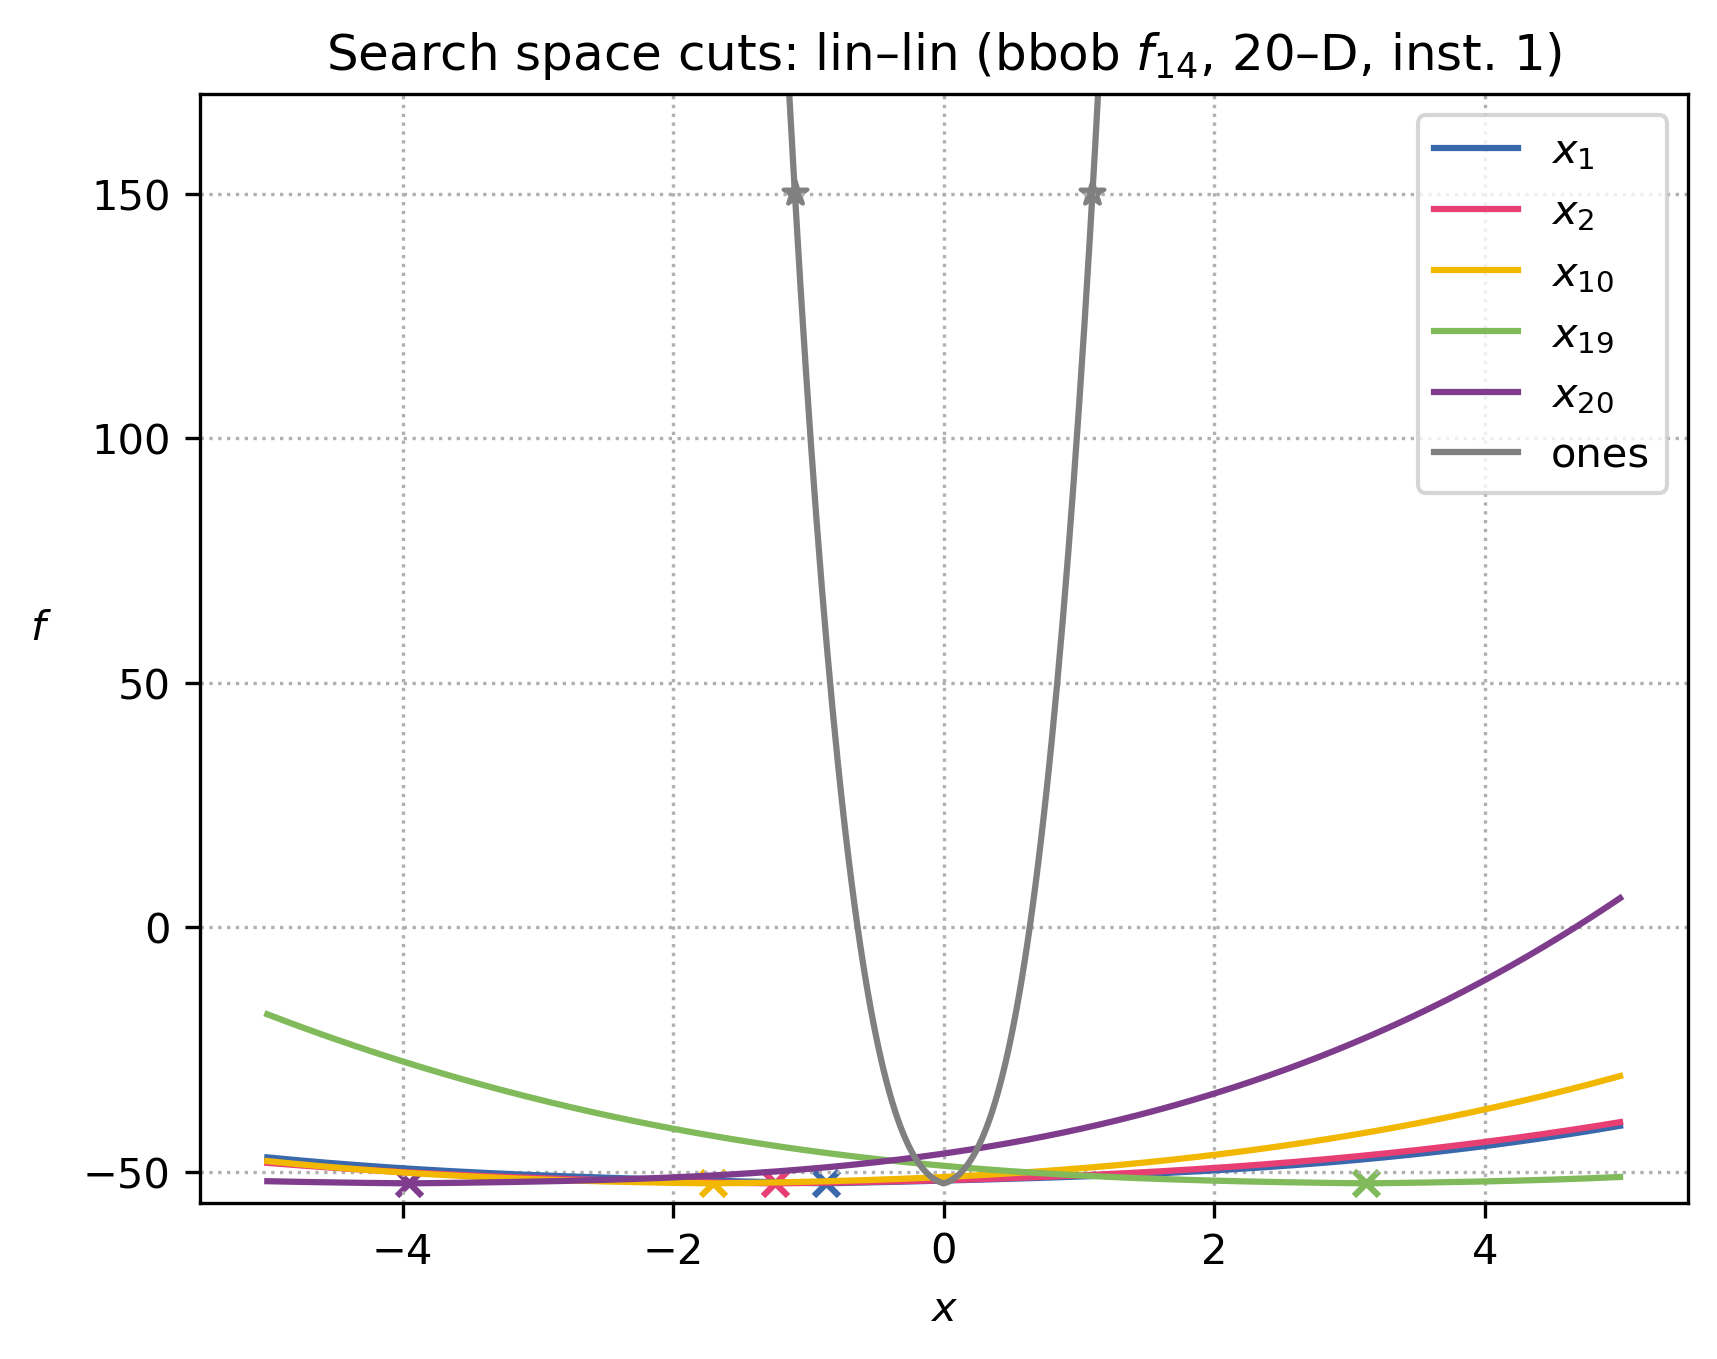 Search space cuts: lin–lin (bbob f₁₄, 20–D, inst. 1)
x₁
x₂
x₁₀
x₁₉
x₂₀
ones
150
100
50
0
−50
f
−4
−2
0
2
4
x